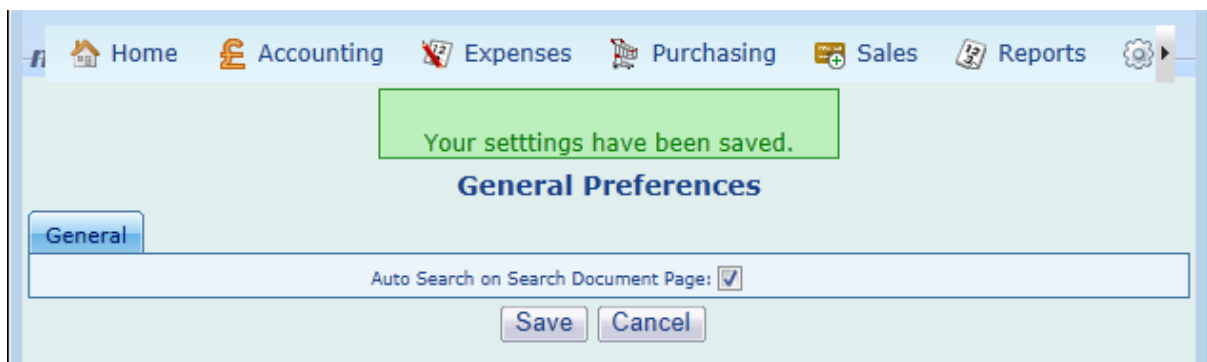 Home Accounting Expenses Purchasing Sales Reports
Your setttings have been saved.
General Preferences
General
Auto Search on Search Document Page:
Save Cancel